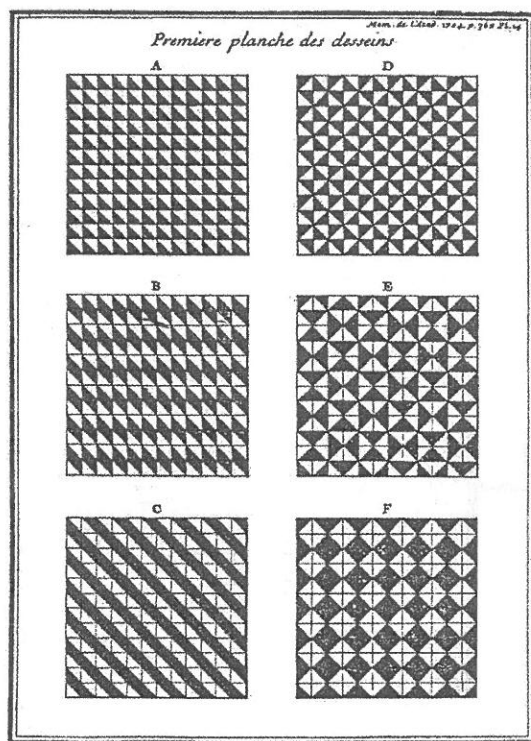 Mem. de l'Acad. 1704. p. 368. Pl. 14
Premiere planche des desseins
A
D
B
E
C
F